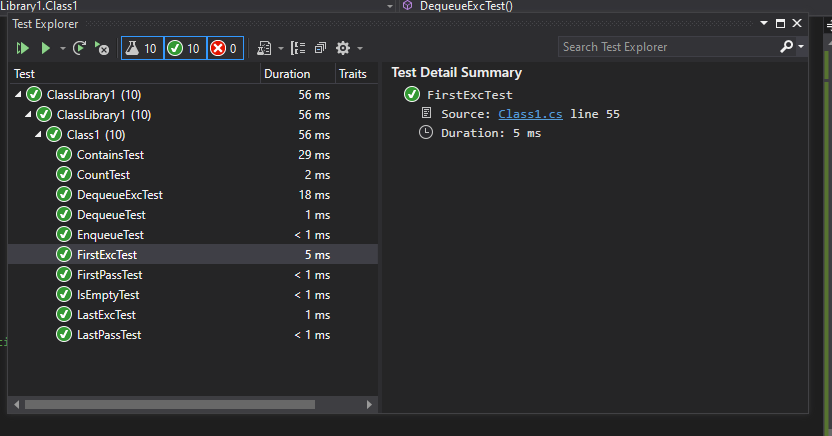 Library1.Class1 DequeueExcTest()
Test Explorer
10 10 0 Search Test Explorer
Test Duration Traits
ClassLibrary1 (10) 56 ms
ClassLibrary1 (10) 56 ms
Class1 (10) 56 ms
ContainsTest 29 ms
CountTest 2 ms
DequeueExcTest 18 ms
DequeueTest 1 ms
EnqueueTest < 1 ms
FirstExcTest 5 ms
FirstPassTest < 1 ms
IsEmptyTest < 1 ms
LastExcTest 1 ms
LastPassTest < 1 ms
Test Detail Summary
FirstExcTest
Source: Class1.cs line 55
Duration: 5 ms